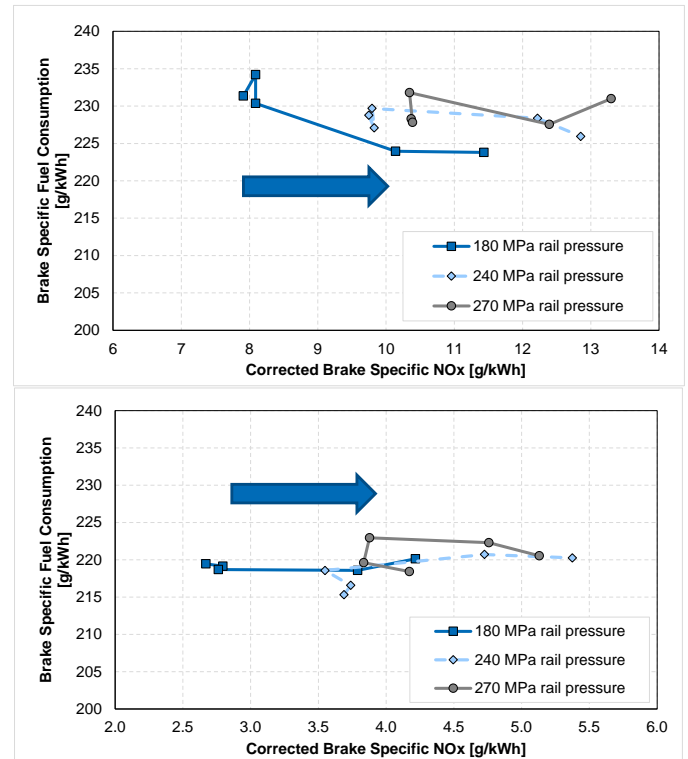 240
235
230
225
220
215
210
205
200
Brake Specific Fuel Consumption
[g/kWh]
180 MPa rail pressure
240 MPa rail pressure
270 MPa rail pressure
6 7 8 9 10 11 12 13 14
Corrected Brake Specific NOx [g/kWh]
240
235
230
225
220
215
210
205
200
Brake Specific Fuel Consumption
[g/kWh]
180 MPa rail pressure
240 MPa rail pressure
270 MPa rail pressure
2.0 2.5 3.0 3.5 4.0 4.5 5.0 5.5 6.0
Corrected Brake Specific NOx [g/kWh]